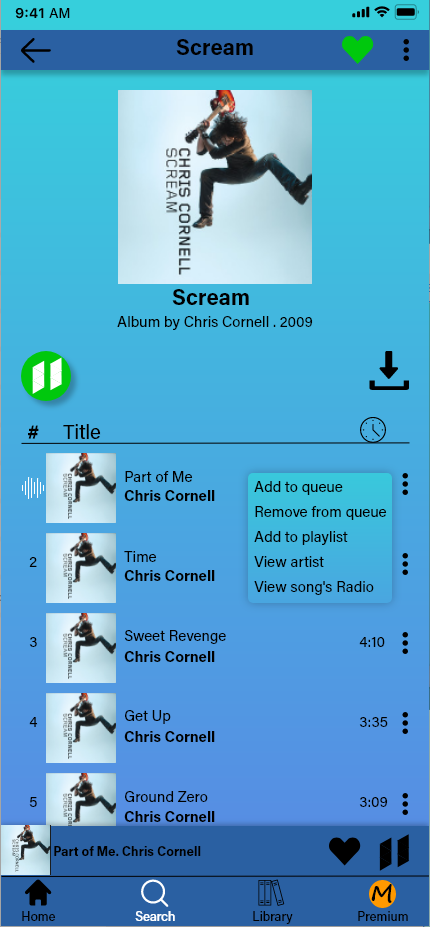 9:41 AM
Scream
CHRIS CORNELL
SCREAM
Scream
Album by Chris Cornell . 2009
# Title
Part of Me
Chris Cornell
Add to queue
Remove from queue
Add to playlist
View artist
View song's Radio
2
Time
Chris Cornell
3
Sweet Revenge
Chris Cornell
4:10
4
Get Up
Chris Cornell
3:35
5
Ground Zero
Chris Cornell
3:09
Part of Me. Chris Cornell
Home
Search
Library
M
Premium